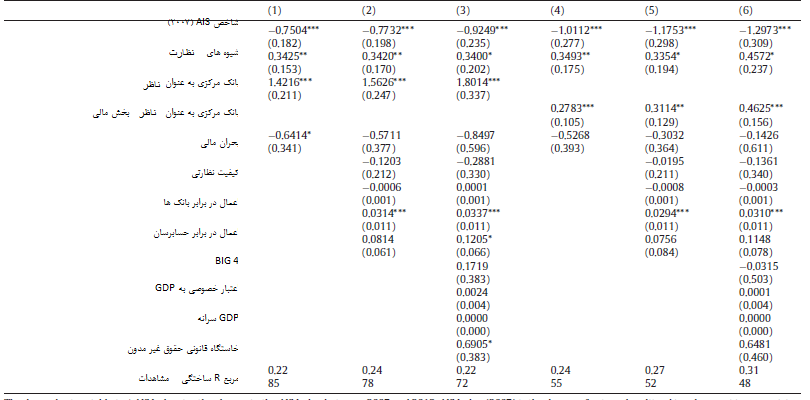 (1) (2) (3) (4) (5) (6)
شاخص AIS (۲۰۰۷) −0.7504*** −0.7732*** −0.9249*** −1.0112*** −1.1753*** −1.2973***
(0.182) (0.198) (0.235) (0.277) (0.298) (0.309)
شیوه های نظارت 0.3425** 0.3420** 0.3400* 0.3493** 0.3354* 0.4572*
(0.153) (0.170) (0.202) (0.175) (0.194) (0.237)
بانک مرکزی به عنوان ناظر 1.4216*** 1.5626*** 1.8014***
(0.211) (0.247) (0.337)
بانک مرکزی به عنوان ناظر بخش مالی 0.2783*** 0.3114** 0.4625***
(0.105) (0.129) (0.156)
بحران مالی −0.6414* −0.5711 −0.8497 −0.5268 −0.3032 −0.1426
(0.341) (0.377) (0.596) (0.393) (0.364) (0.611)
کیفیت نظارتی −0.1203 −0.2881 −0.0195 −0.1361
(0.212) (0.330) (0.211) (0.340)
−0.0006 0.0001 −0.0008 −0.0003
اعمال در برابر بانک ها (0.001) (0.001) (0.001) (0.001)
0.0314*** 0.0337*** 0.0294*** 0.0310***
(0.011) (0.011) (0.011) (0.011)
اعمال در برابر حسابرسان 0.0814 0.1205* 0.0756 0.1148
(0.061) (0.066) (0.084) (0.078)
BIG 4 0.1719 −0.0315
(0.383) (0.503)
اعتبار خصوصی به GDP 0.0024 0.0001
(0.004) (0.004)
GDP سرانه 0.0000 0.0000
(0.000) (0.000)
خاستگاه قانونی حقوق غیر مدون 0.6905* 0.6481
(0.383) (0.460)
مربع R ساختگی مشاهدات 0.22 0.24 0.22 0.24 0.27 0.31
85 78 72 55 52 48